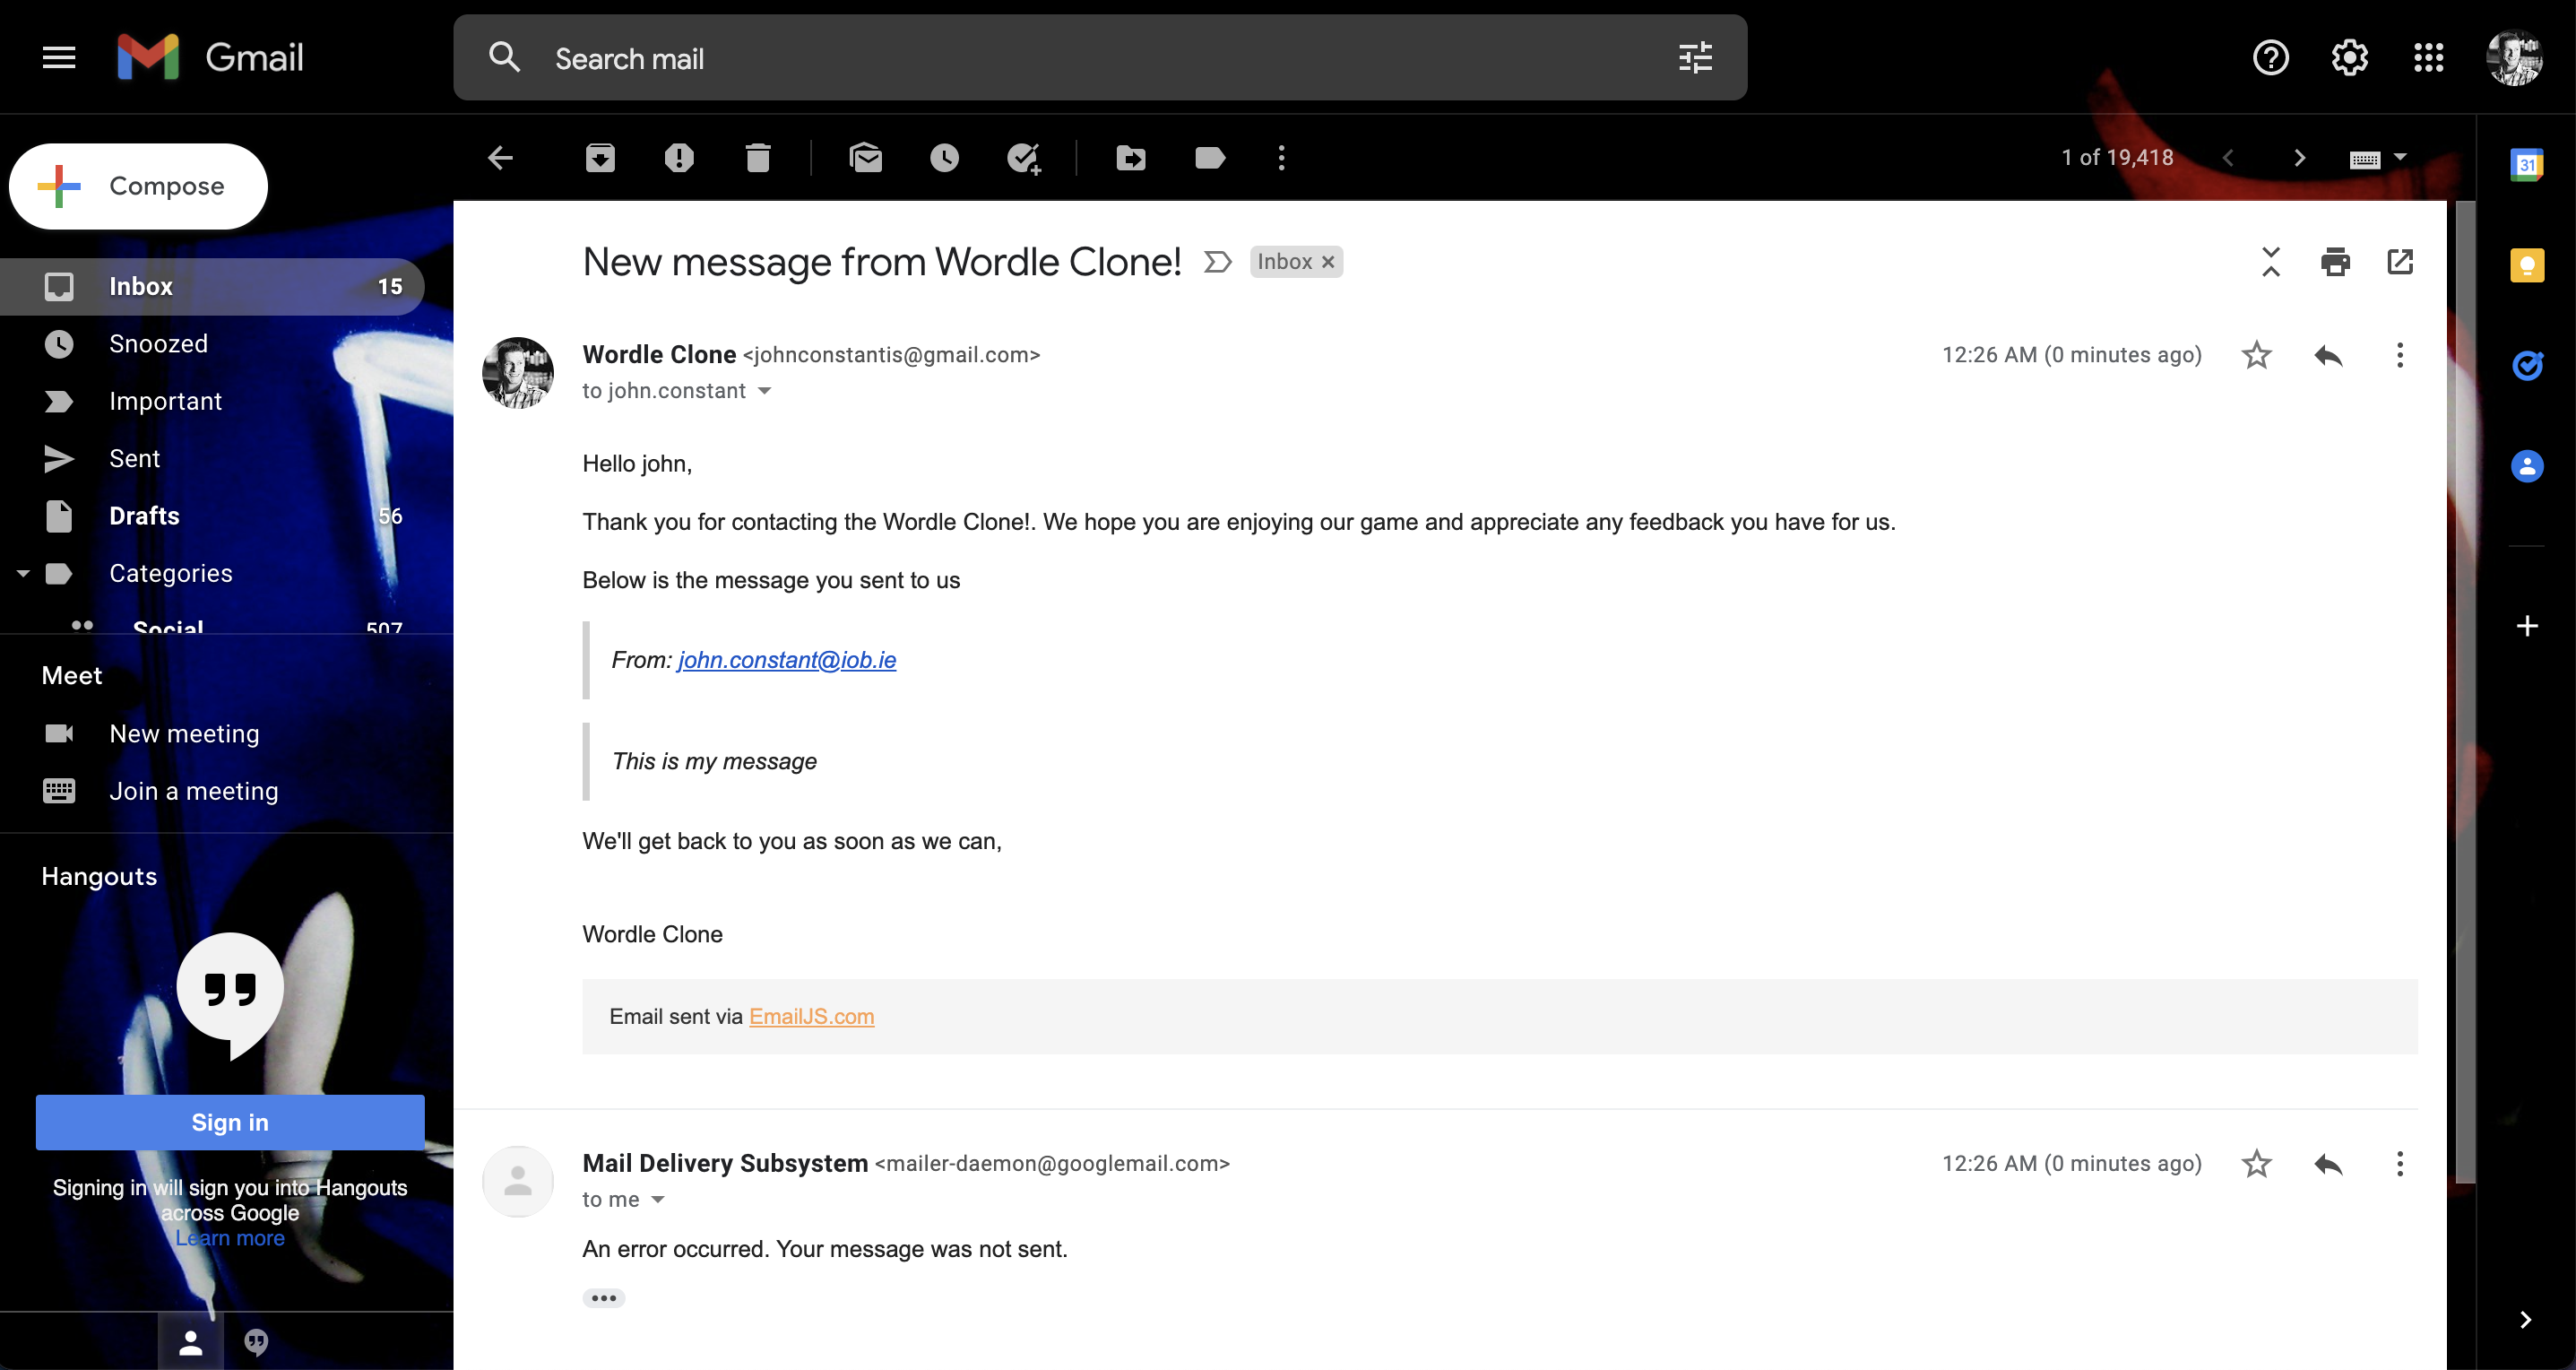 Gmail
Search mail
Compose
1 of 19,418
31
Inbox 15
Snoozed
Important
Sent
Drafts 56
Categories
Social 507
Meet
New meeting
Join a meeting
Hangouts
Sign in
Signing in will sign you into Hangouts
across Google
Learn more
New message from Wordle Clone!
Inbox ×
Wordle Clone <johnconstantis@gmail.com>
12:26 AM (0 minutes ago)
to john.constant
Hello john,
Thank you for contacting the Wordle Clone!. We hope you are enjoying our game and appreciate any feedback you have for us.
Below is the message you sent to us
From: john.constant@iob.ie
This is my message
We'll get back to you as soon as we can,
Wordle Clone
Email sent via EmailJS.com
Mail Delivery Subsystem <mailer-daemon@googlemail.com>
12:26 AM (0 minutes ago)
to me
An error occurred. Your message was not sent.